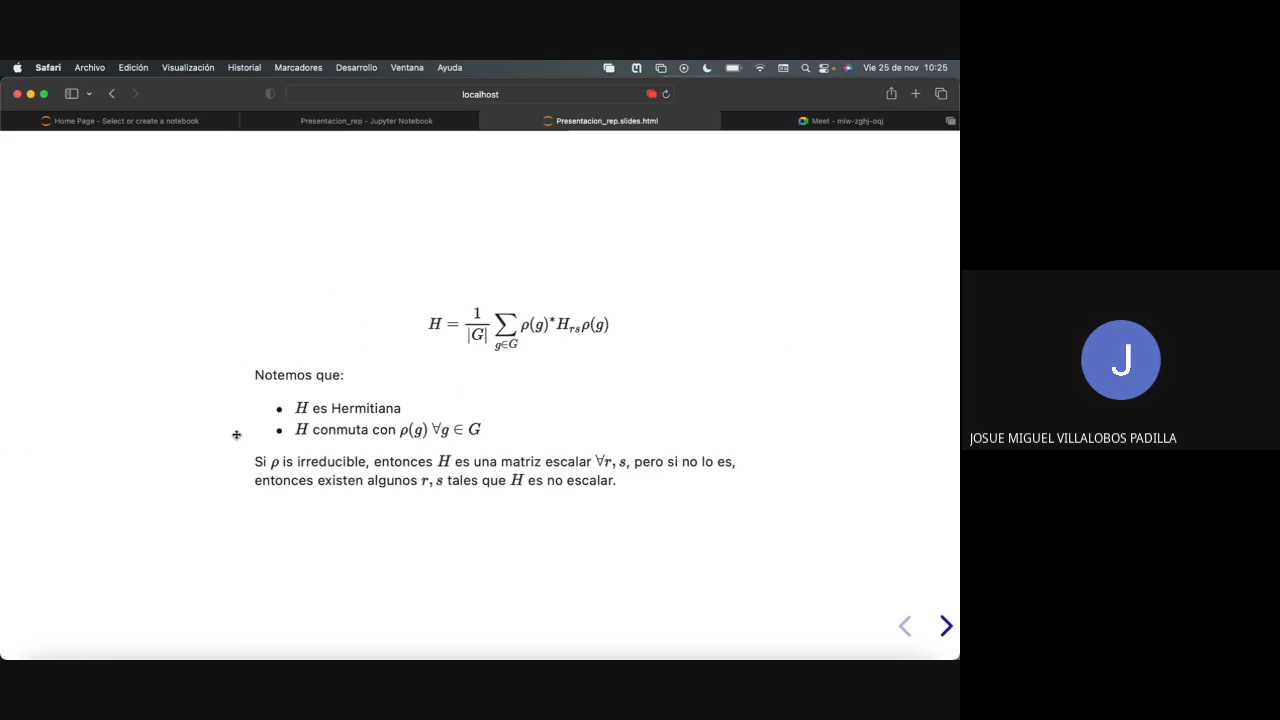 Safari Archivo Edición Visualización Historial Marcadores Desarrollo Ventana Ayuda Vie 25 de nov 10:25
localhost
Home Page - Select or create a notebook Presentacion_rep - Jupyter Notebook Presentacion_rep.slides.html Meet - miw-zghj-oqj
H = 1/|G| ∑_{g∈G} ρ(g)* H_{rs} ρ(g)
Notemos que:
• H es Hermitiana
• H conmuta con ρ(g) ∀g ∈ G
Si ρ is irreducible, entonces H es una matriz escalar ∀r, s, pero si no lo es,
entonces existen algunos r, s tales que H es no escalar.
J
JOSUE MIGUEL VILLALOBOS PADILLA